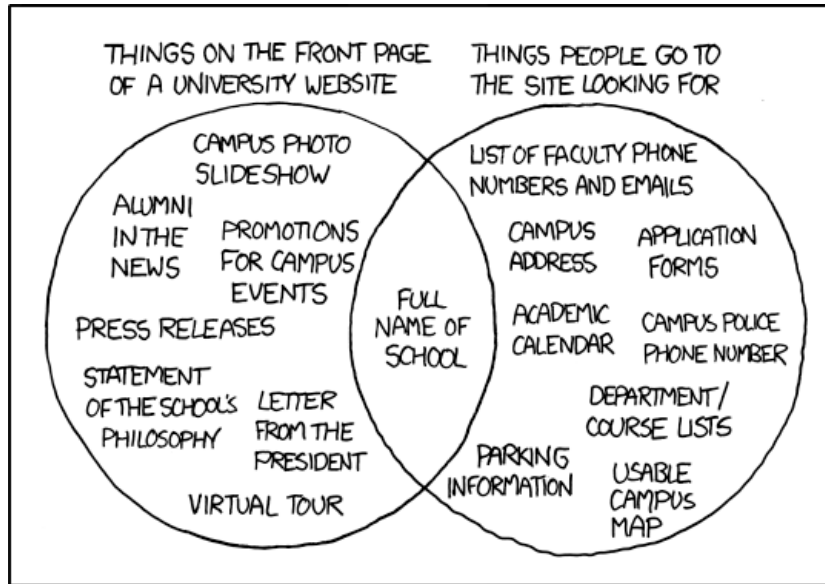 THINGS ON THE FRONT PAGE
OF A UNIVERSITY WEBSITE
THINGS PEOPLE GO TO
THE SITE LOOKING FOR
CAMPUS PHOTO
SLIDESHOW
ALUMNI
IN THE
NEWS
PROMOTIONS
FOR CAMPUS
EVENTS
PRESS RELEASES
STATEMENT
OF THE SCHOOL'S
PHILOSOPHY
LETTER
FROM THE
PRESIDENT
VIRTUAL TOUR
FULL
NAME OF
SCHOOL
LIST OF FACULTY PHONE
NUMBERS AND EMAILS
CAMPUS
ADDRESS
APPLICATION
FORMS
ACADEMIC
CALENDAR
CAMPUS POLICE
PHONE NUMBER
DEPARTMENT/
COURSE LISTS
PARKING
INFORMATION
USABLE
CAMPUS
MAP